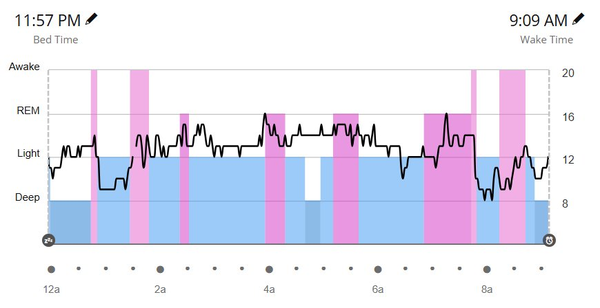 11:57 PM 9:09 AM
Bed Time Wake Time
Awake 20
REM 16
Light 12
Deep 8
zzz
12a 2a 4a 6a 8a